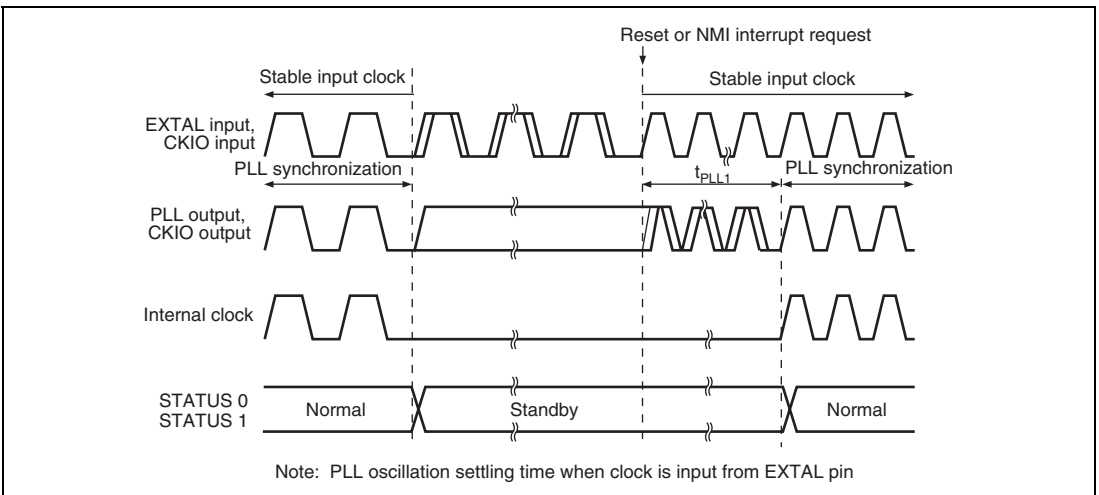 Reset or NMI interrupt request
Stable input clock
Stable input clock
EXTAL input,
CKIO input
PLL synchronization
tPLL1
PLL synchronization
PLL output,
CKIO output
Internal clock
STATUS 0
STATUS 1
Normal
Standby
Normal
Note: PLL oscillation settling time when clock is input from EXTAL pin